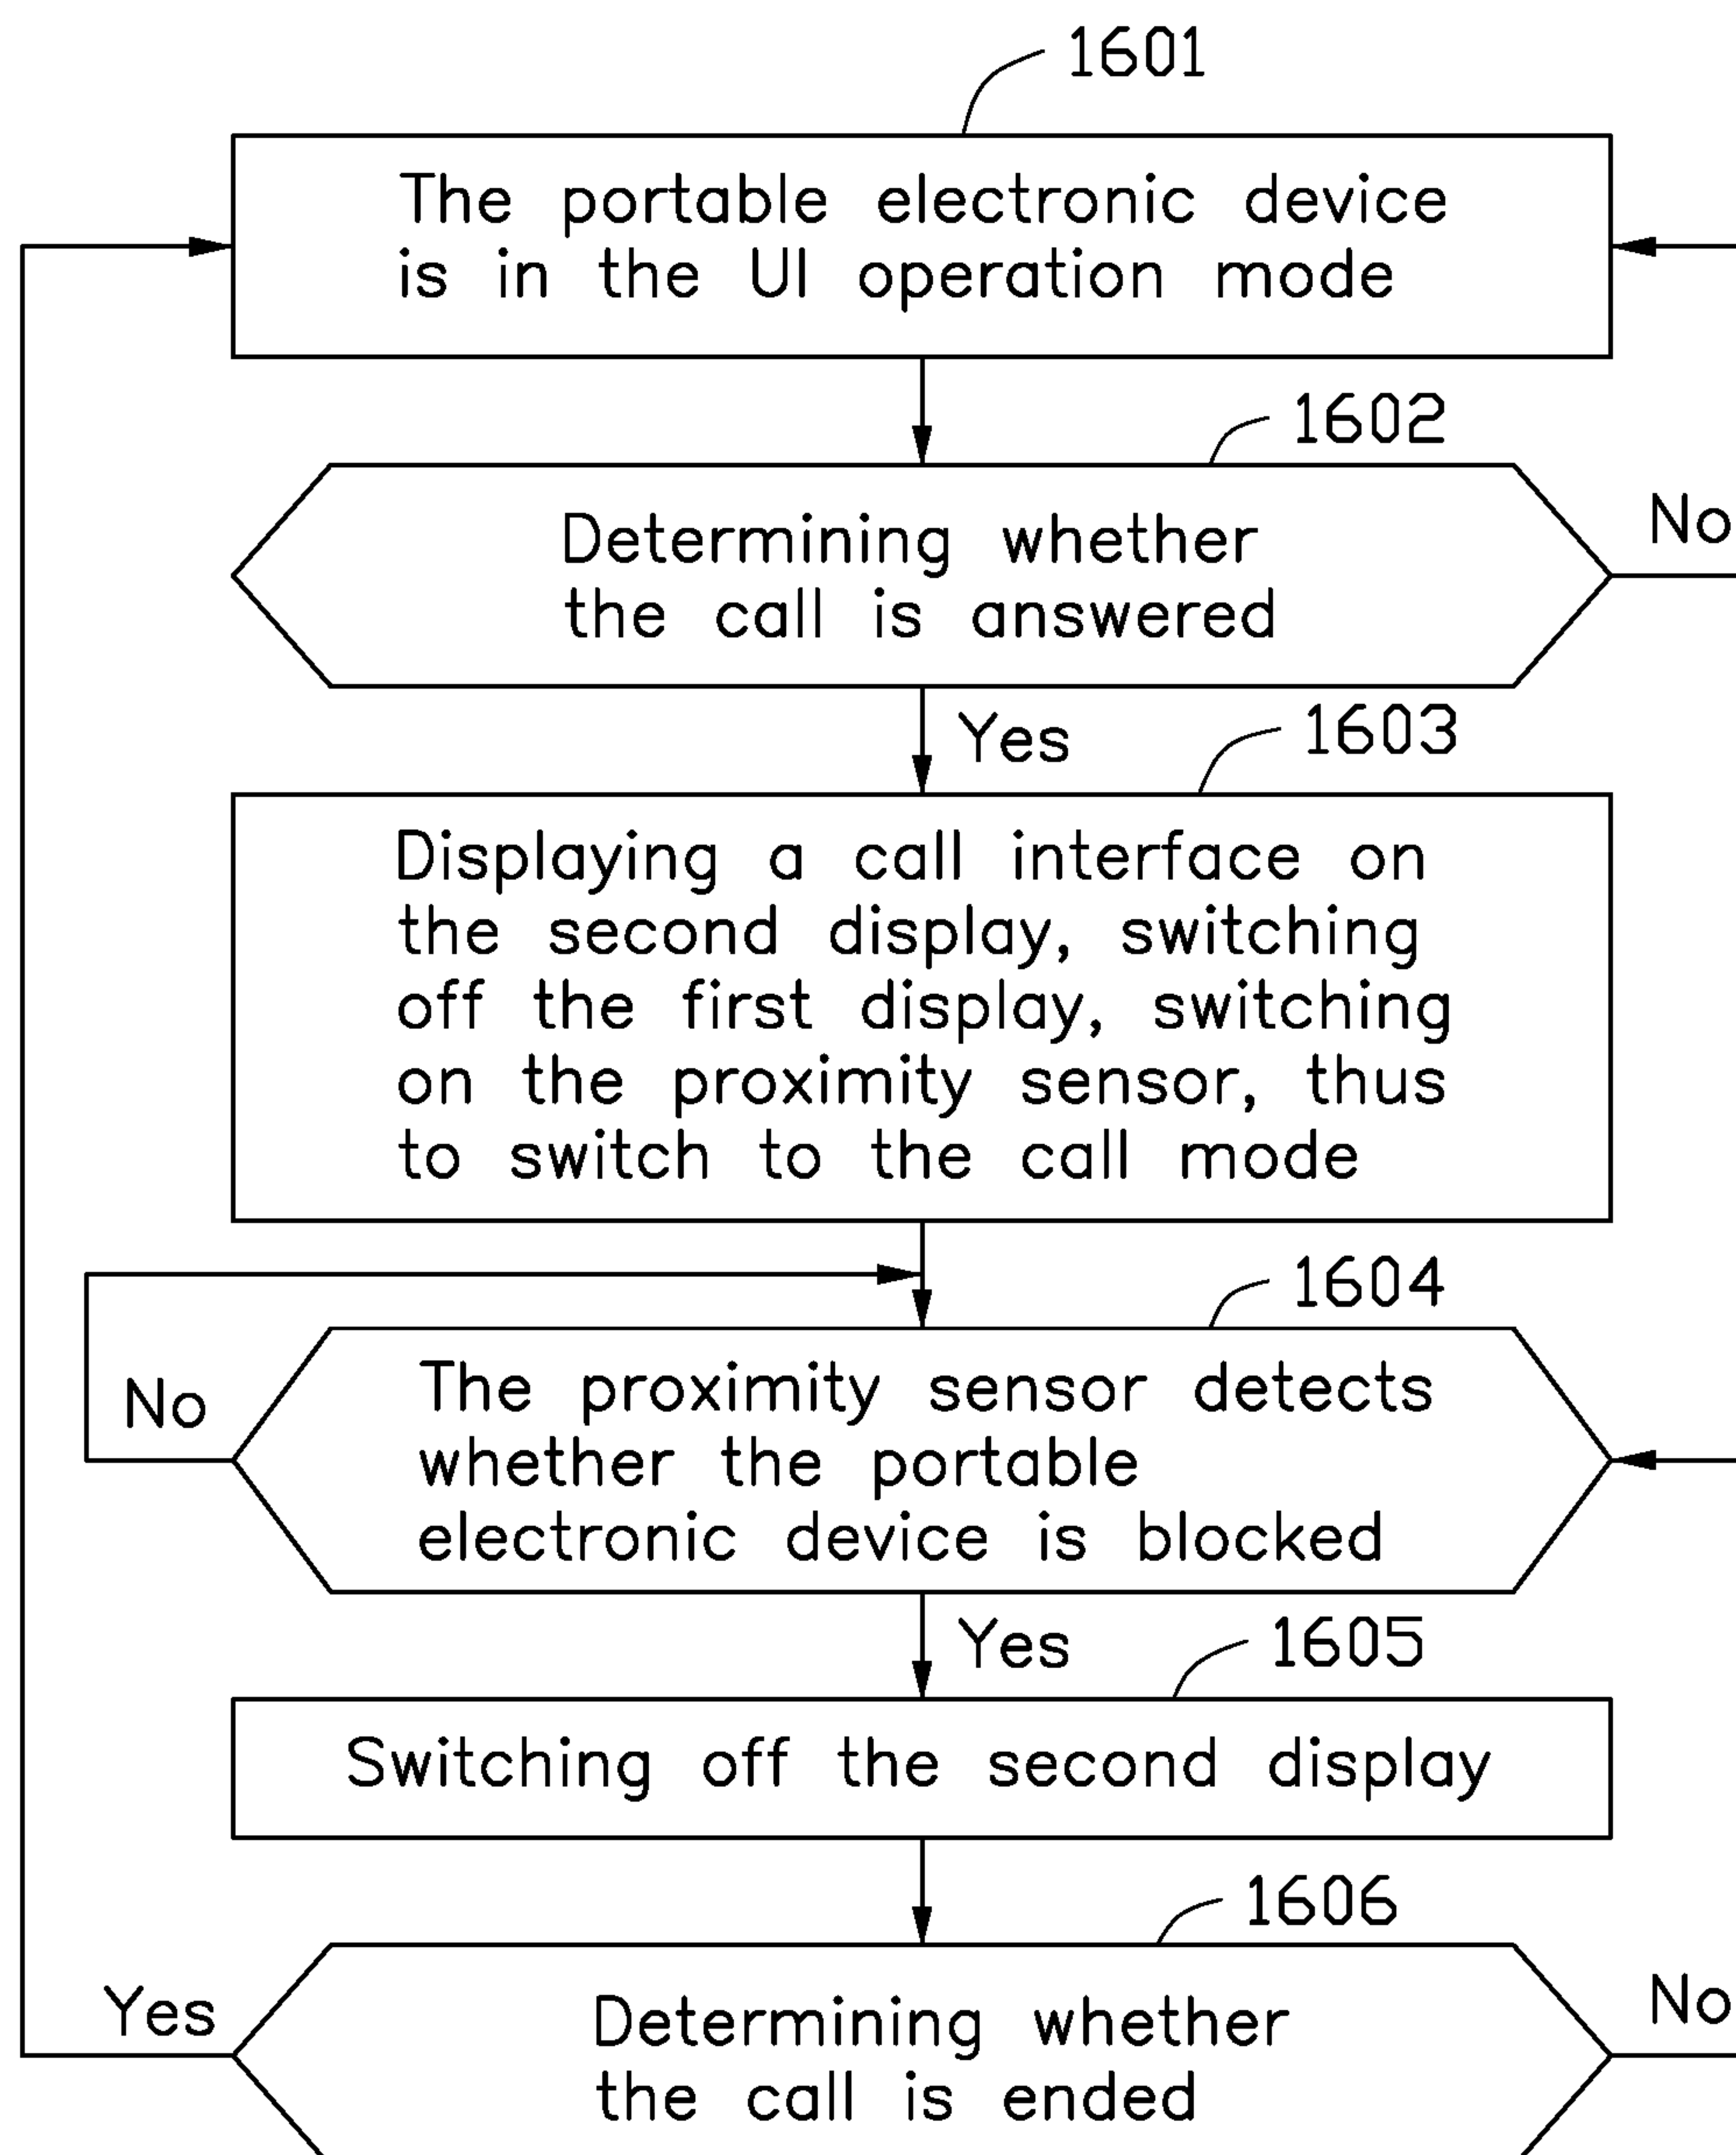 1601
The portable electronic device
is in the UI operation mode
1602
Determining whether
the call is answered
No
Yes
1603
Displaying a call interface on
the second display, switching
off the first display, switching
on the proximity sensor, thus
to switch to the call mode
1604
The proximity sensor detects
whether the portable
electronic device is blocked
No
Yes
1605
Switching off the second display
1606
Determining whether
the call is ended
Yes
No